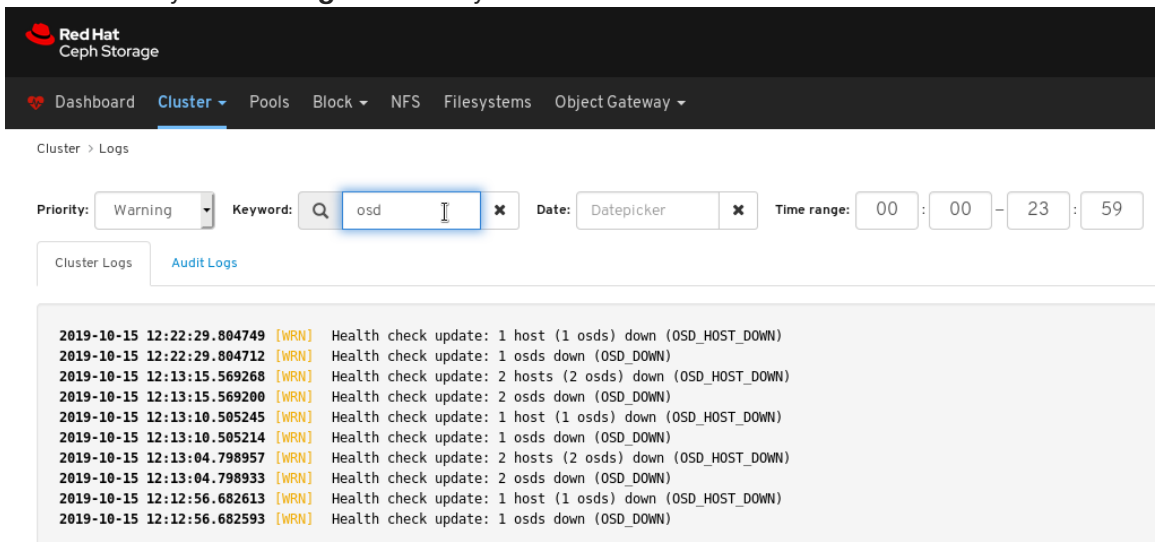 Red Hat
Ceph Storage
Dashboard Cluster Pools Block NFS Filesystems Object Gateway
Cluster > Logs
Priority: Warning Keyword: osd Date: Datepicker Time range: 00 : 00 – 23 : 59
Cluster Logs Audit Logs
2019-10-15 12:22:29.804749 [WRN] Health check update: 1 host (1 osds) down (OSD_HOST_DOWN)
2019-10-15 12:22:29.804712 [WRN] Health check update: 1 osds down (OSD_DOWN)
2019-10-15 12:13:15.569268 [WRN] Health check update: 2 hosts (2 osds) down (OSD_HOST_DOWN)
2019-10-15 12:13:15.569200 [WRN] Health check update: 2 osds down (OSD_DOWN)
2019-10-15 12:13:10.505245 [WRN] Health check update: 1 host (1 osds) down (OSD_HOST_DOWN)
2019-10-15 12:13:10.505214 [WRN] Health check update: 1 osds down (OSD_DOWN)
2019-10-15 12:13:04.798957 [WRN] Health check update: 2 hosts (2 osds) down (OSD_HOST_DOWN)
2019-10-15 12:13:04.798933 [WRN] Health check update: 2 osds down (OSD_DOWN)
2019-10-15 12:12:56.682613 [WRN] Health check update: 1 host (1 osds) down (OSD_HOST_DOWN)
2019-10-15 12:12:56.682593 [WRN] Health check update: 1 osds down (OSD_DOWN)